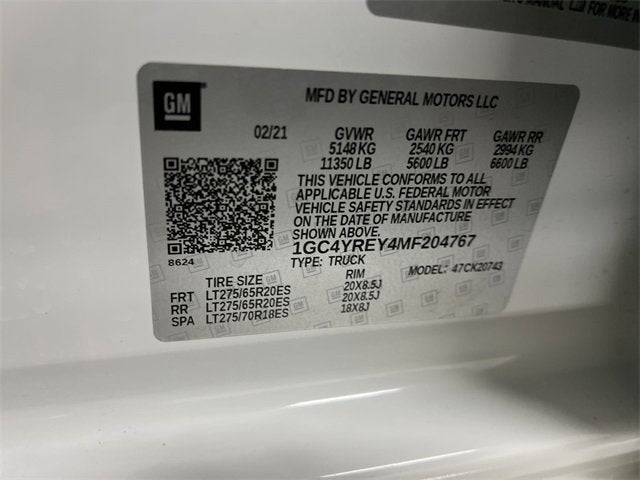 MANUAL FOR MORE
GM
MFD BY GENERAL MOTORS LLC
02/21 GVWR GAWR FRT GAWR RR
5148 KG 2540 KG 2994 KG
11350 LB 5600 LB 6600 LB
THIS VEHICLE CONFORMS TO ALL
APPLICABLE U.S. FEDERAL MOTOR
VEHICLE SAFETY STANDARDS IN EFFECT
ON THE DATE OF MANUFACTURE
SHOWN ABOVE.
1GC4YREY4MF204767
8624
TYPE: TRUCK MODEL: 47CK20743
TIRE SIZE RIM
FRT LT275/65R20ES 20X8.5J
RR LT275/65R20ES 20X8.5J
SPA LT275/70R18ES 18X8J